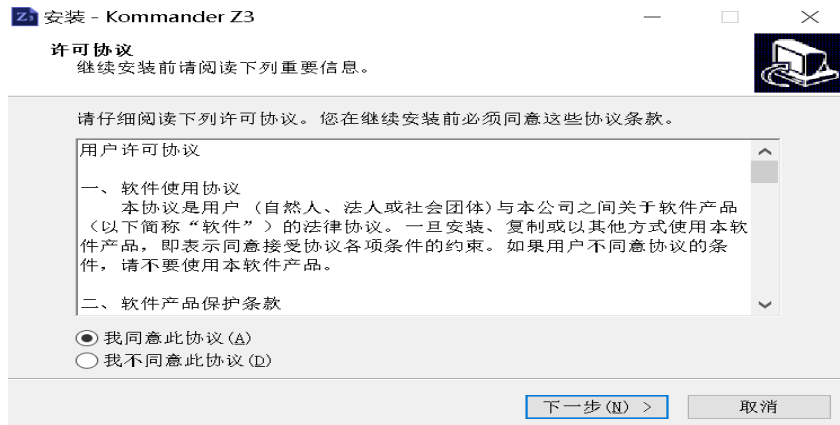 Z3 安装 - Kommander Z3
许可协议
继续安装前请阅读下列重要信息。
请仔细阅读下列许可协议。您在继续安装前必须同意这些协议条款。
用户许可协议
一、软件使用协议
本协议是用户 (自然人、法人或社会团体)与本公司之间关于软件产品
（以下简称“软件”）的法律协议。一旦安装、复制或以其他方式使用本软
件产品，即表示同意接受协议各项条件的约束。如果用户不同意协议的条
件，请不要使用本软件产品。
二、软件产品保护条款
我同意此协议(A)
我不同意此协议(D)
下一步(N) >
取消